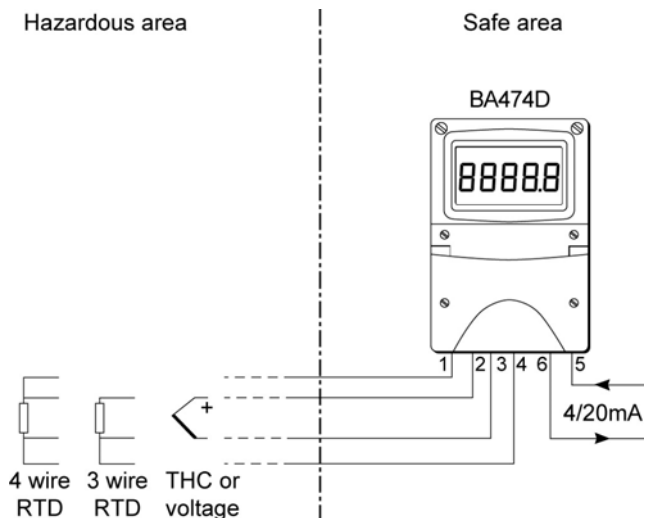 Hazardous area
Safe area
BA474D
8888.8
1 2 3 4 6 5
+
4/20mA
4 wire RTD
3 wire RTD
THC or voltage